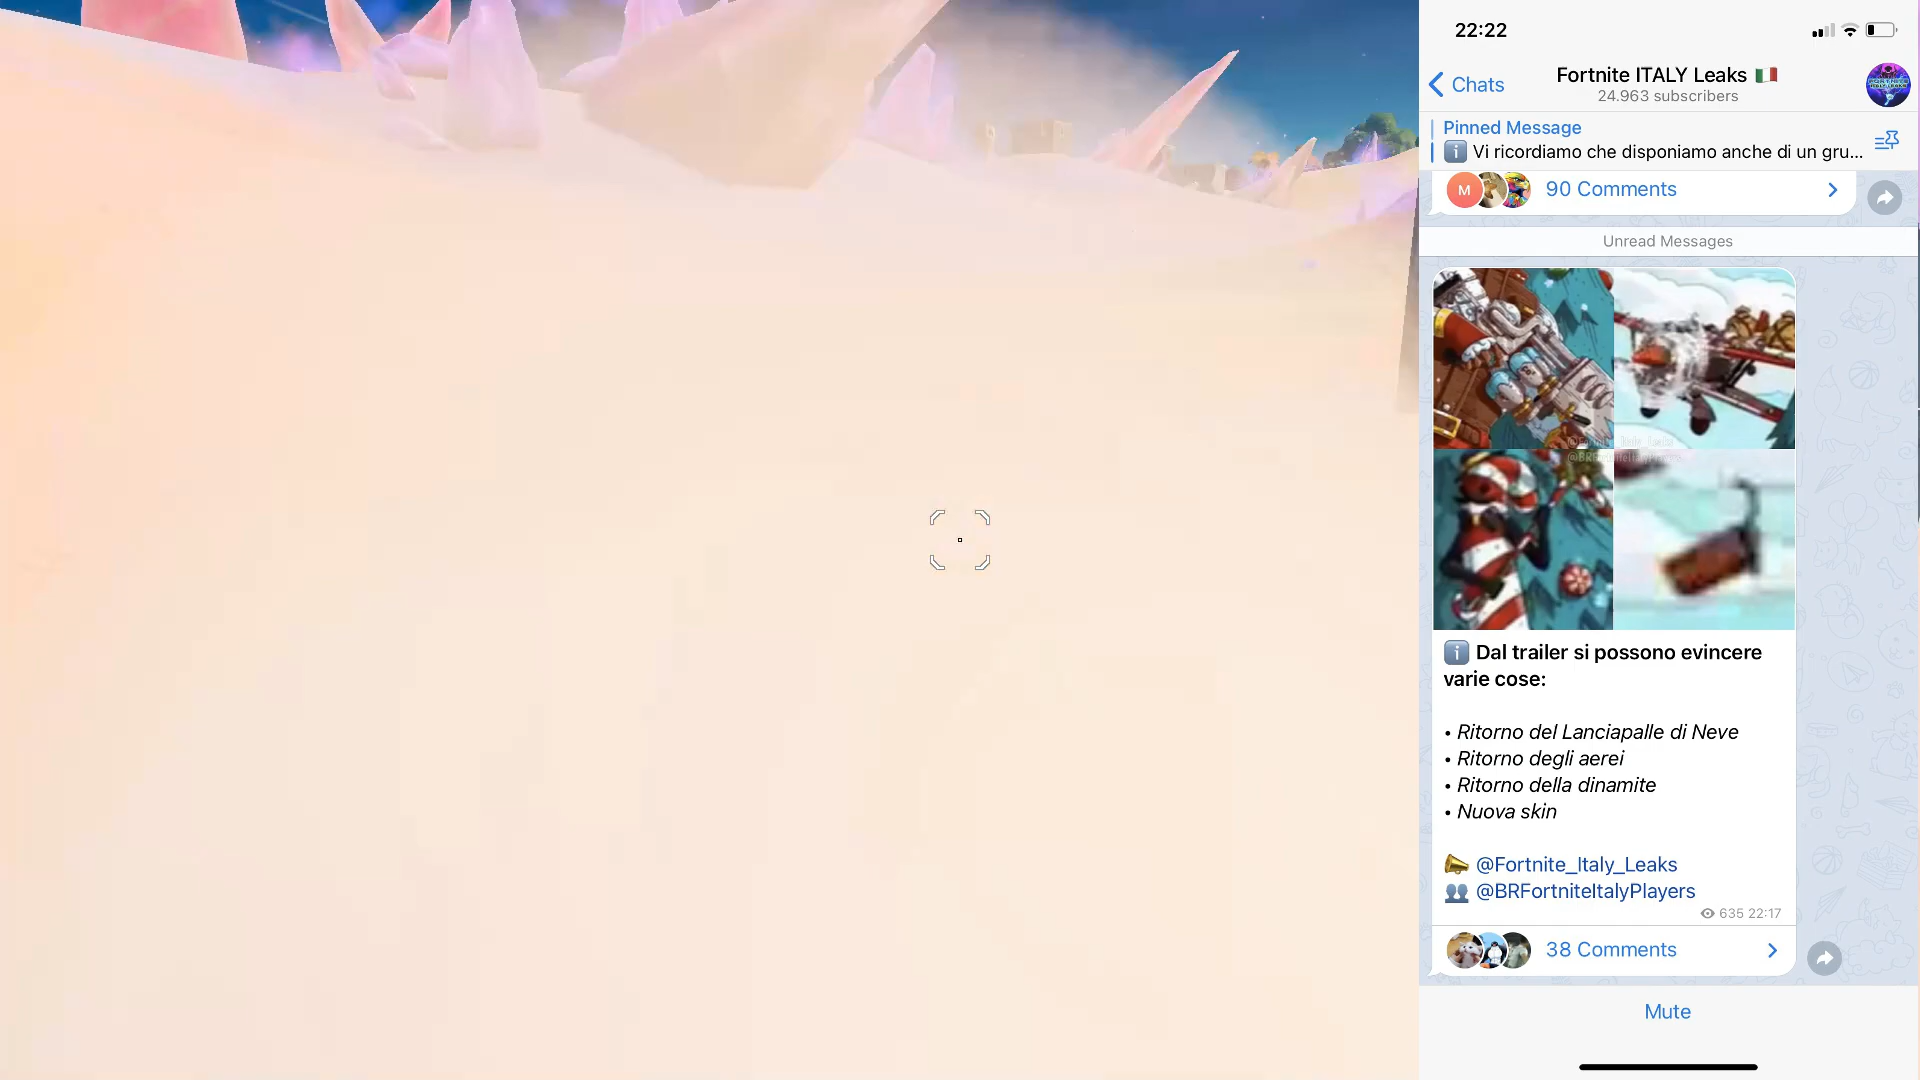 22:22
Chats
Fortnite ITALY Leaks 🇮🇹
24.963 subscribers
Pinned Message
ℹ️ Vi ricordiamo che disponiamo anche di un gru...
M
90 Comments
Unread Messages
ℹ️ Dal trailer si possono evincere
varie cose:
• Ritorno del Lanciapalle di Neve
• Ritorno degli aerei
• Ritorno della dinamite
• Nuova skin
📣 @Fortnite_Italy_Leaks
👥 @BRFortniteItalyPlayers
635 22:17
38 Comments
Mute